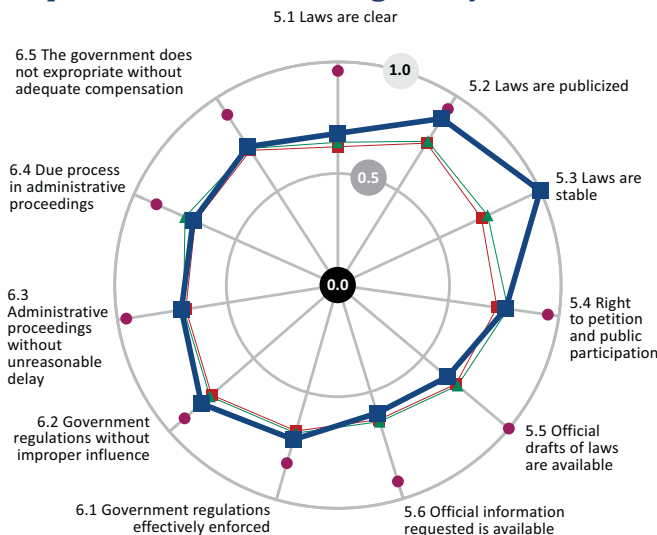 5.1 Laws are clear
6.5 The government does
not expropriate without
adequate compensation
1.0
5.2 Laws are publicized
0.5
6.4 Due process
in administrative
proceedings
5.3 Laws are
stable
0.0
6.3
Administrative
proceedings
without
unreasonable
delay
5.4 Right
to petition
and public
participation
6.2 Government
regulations without
improper influence
5.5 Official
drafts of laws
are available
6.1 Government regulations
effectively enforced
5.6 Official information
requested is available